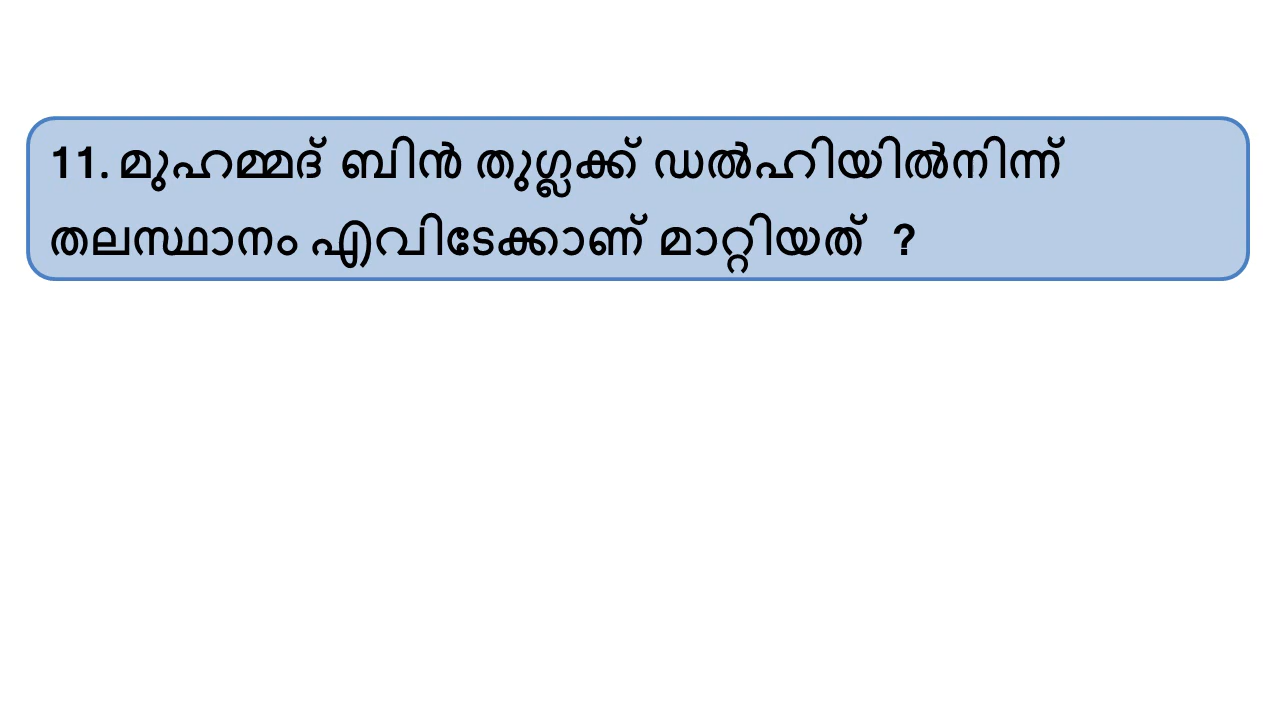 11. മുഹമ്മദ് ബിൻ തുഗ്ലക്ക് ഡൽഹിയിൽനിന്ന്
തലസ്ഥാനം എവിടേക്കാണ് മാറ്റിയത് ?